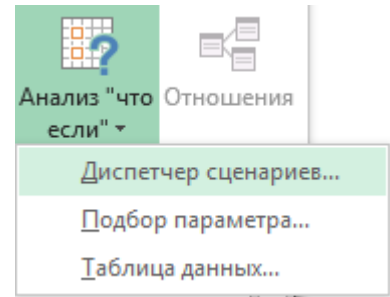 Анализ "что
если"
Отношения
Диспетчер сценариев...
Подбор параметра...
Таблица данных...